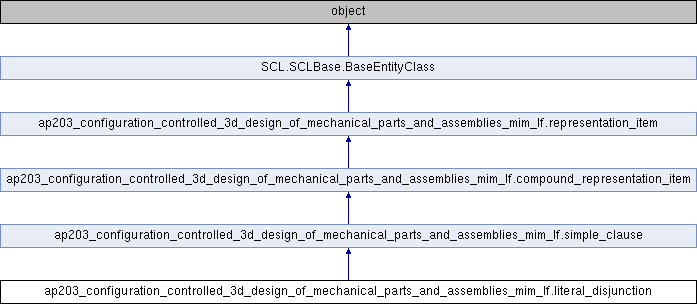 object
SCL.SCLBase.BaseEntityClass
ap203_configuration_controlled_3d_design_of_mechanical_parts_and_assemblies_mim_lf.representation_item
ap203_configuration_controlled_3d_design_of_mechanical_parts_and_assemblies_mim_lf.compound_representation_item
ap203_configuration_controlled_3d_design_of_mechanical_parts_and_assemblies_mim_lf.simple_clause
ap203_configuration_controlled_3d_design_of_mechanical_parts_and_assemblies_mim_lf.literal_disjunction